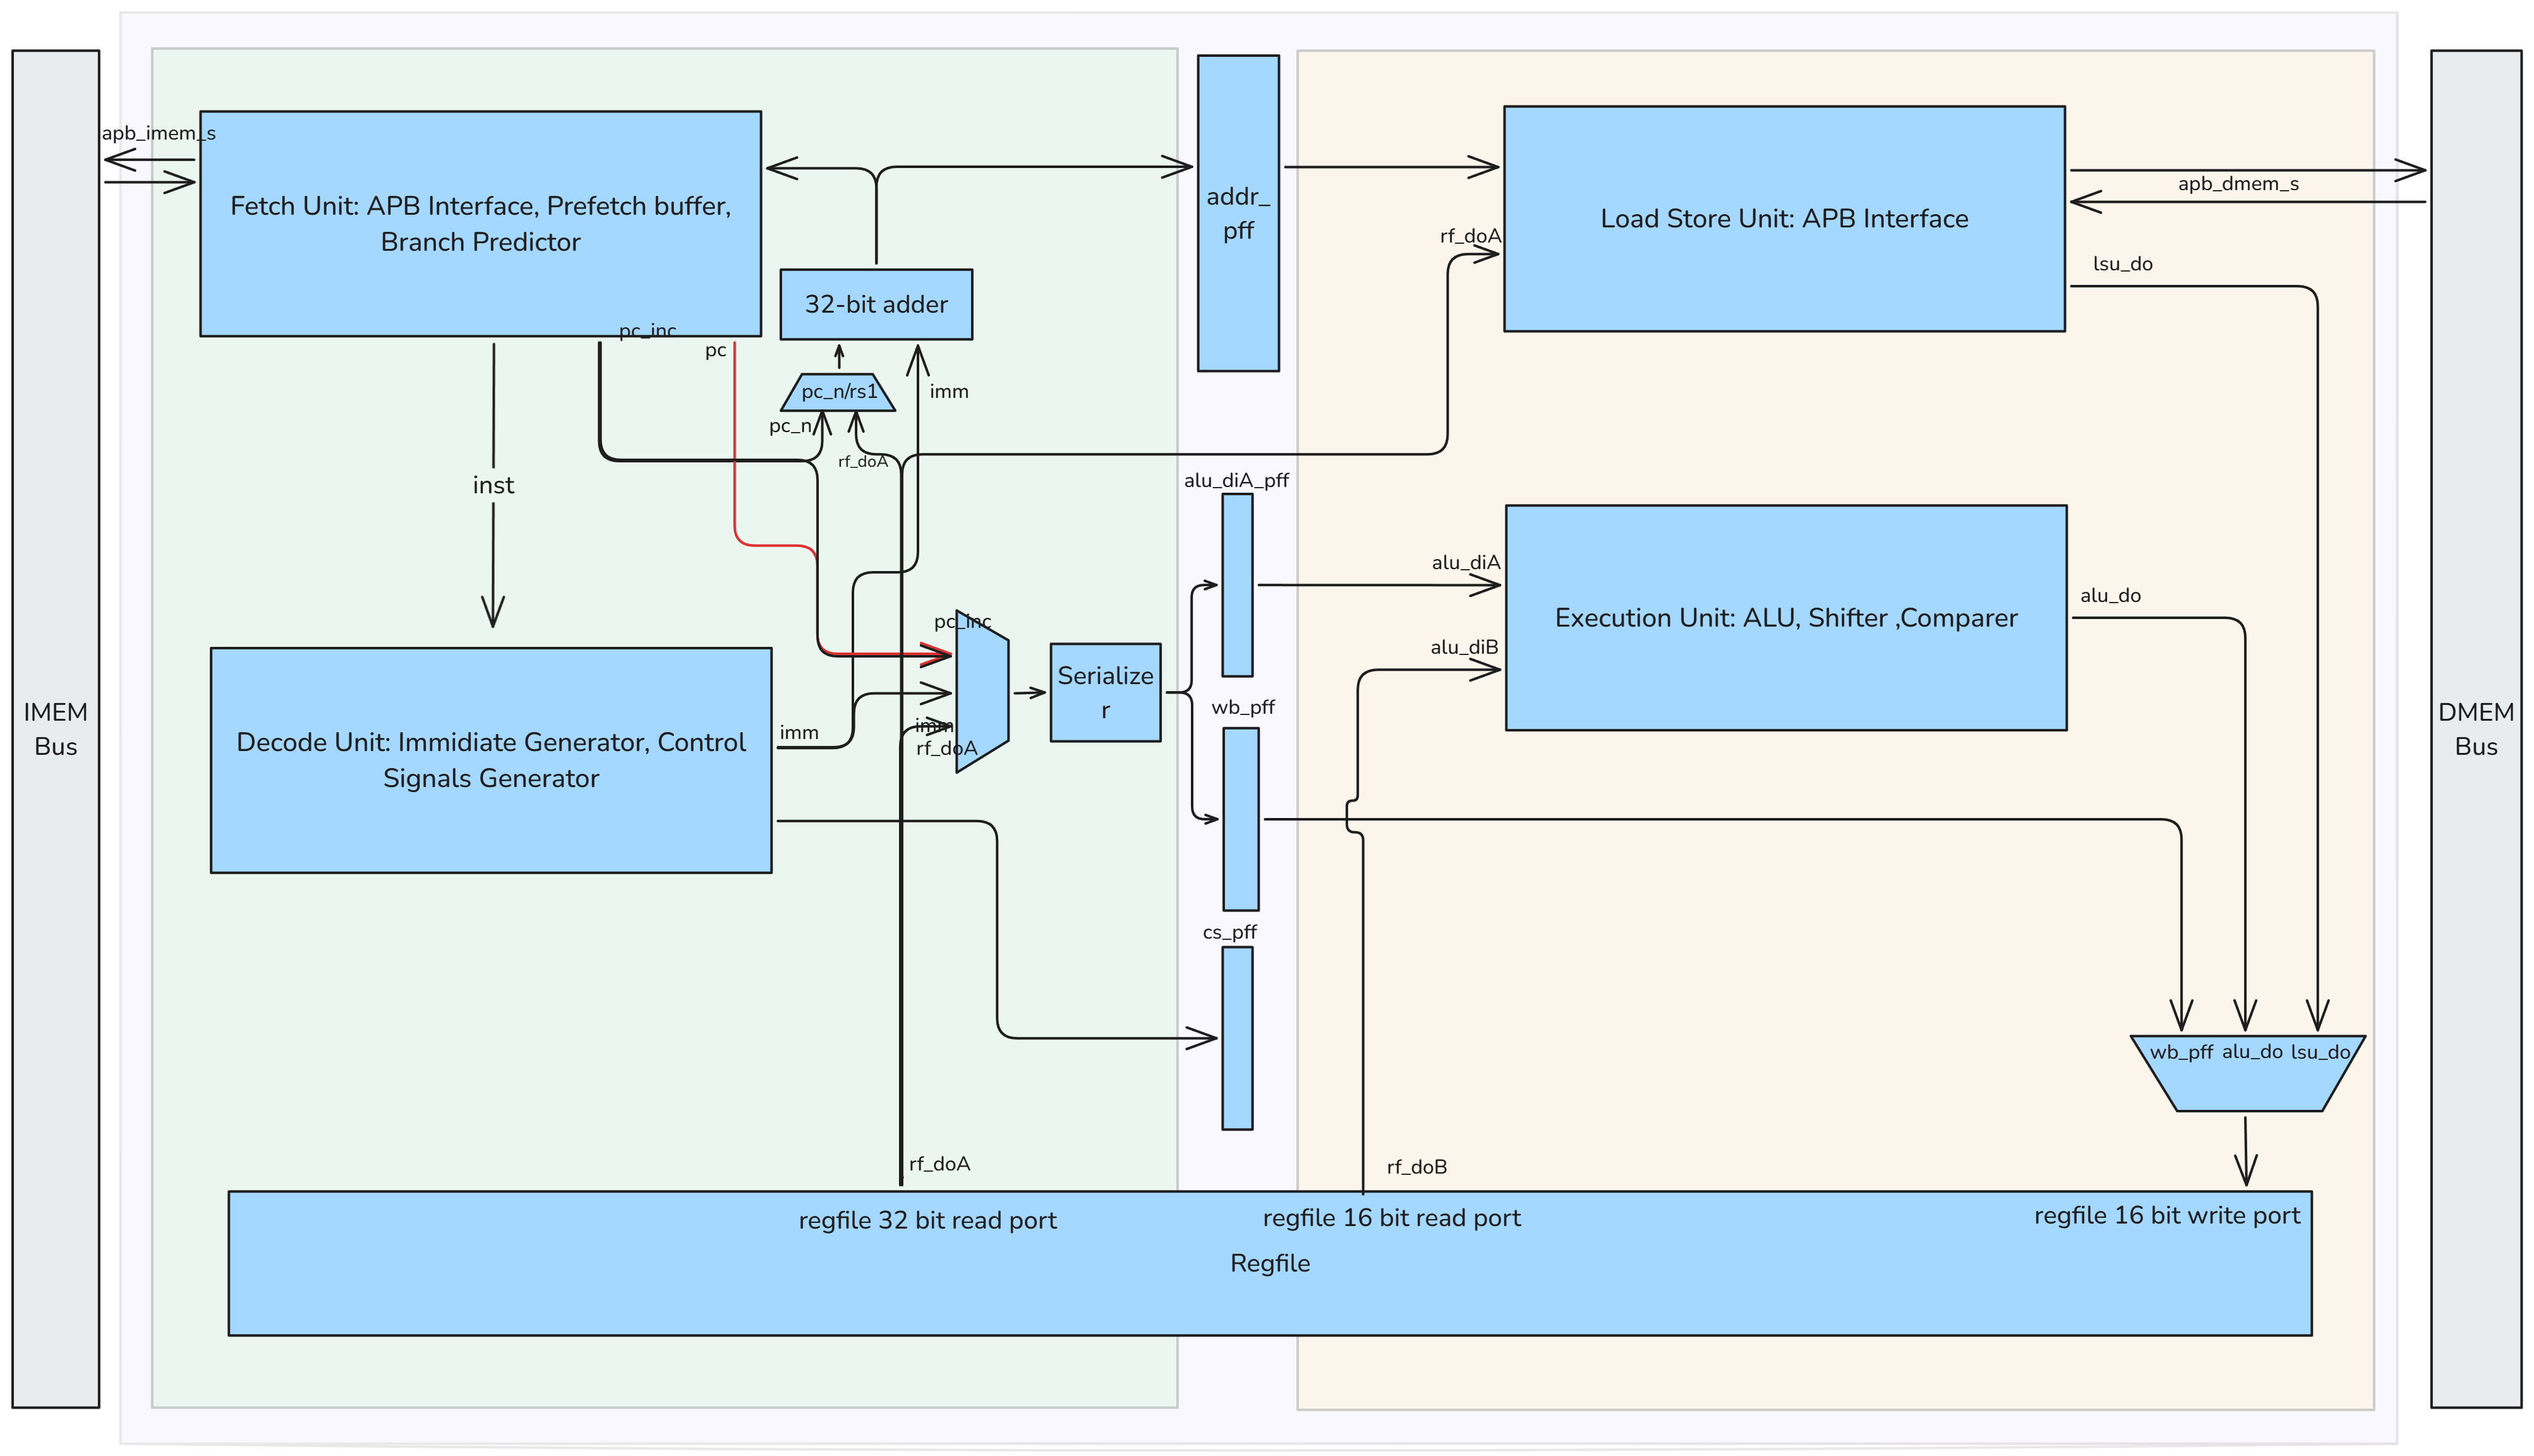 apb_imem_s
Fetch Unit: APB Interface, Prefetch buffer,
Branch Predictor
pc_inc
pc
32-bit adder
pc_n/rs1
imm
pc_n
rf_doA
inst
addr_
pff
rf_doA
Load Store Unit: APB Interface
apb_dmem_s
lsu_do
alu_diA_pff
alu_diA
alu_diB
Execution Unit: ALU, Shifter ,Comparer
alu_do
pc_inc
Serialize
r
imm
imm
rf_doA
wb_pff
IMEM
Bus
Decode Unit: Immidiate Generator, Control
Signals Generator
DMEM
Bus
cs_pff
wb_pff
alu_do
lsu_do
rf_doA
rf_doB
regfile 32 bit read port
regfile 16 bit read port
regfile 16 bit write port
Regfile